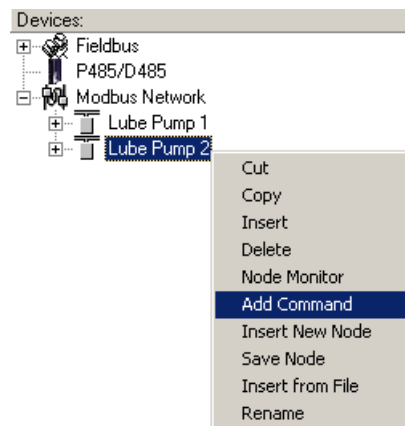 Devices:
Fieldbus
P485/D485
Modbus Network
Lube Pump 1
Lube Pump 2
Cut
Copy
Insert
Delete
Node Monitor
Add Command
Insert New Node
Save Node
Insert from File
Rename